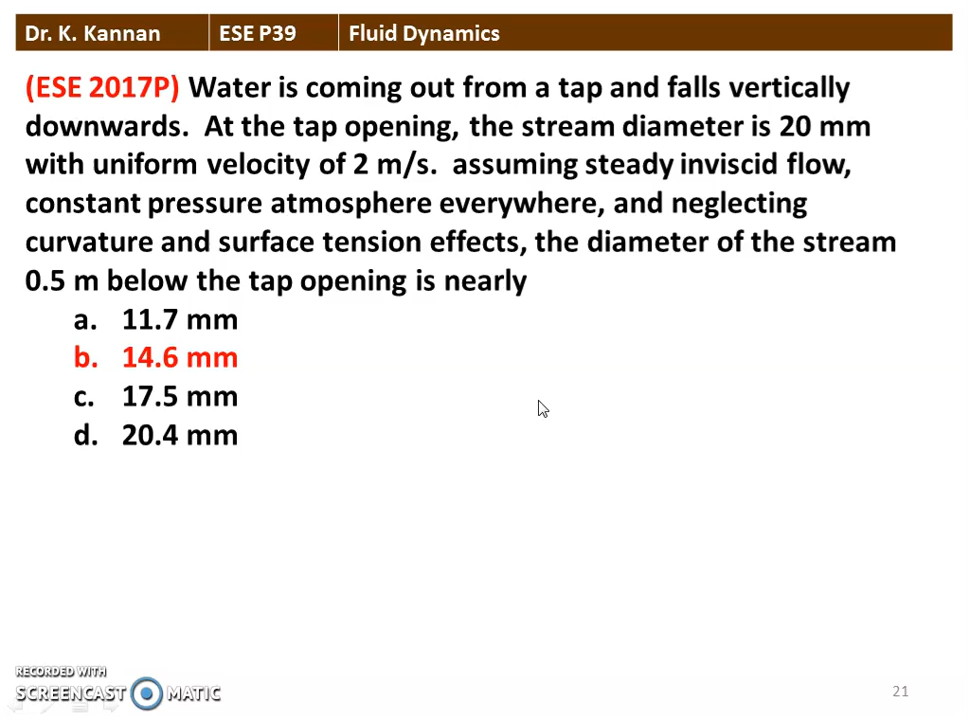 Dr. K. Kannan ESE P39 Fluid Dynamics
(ESE 2017P) Water is coming out from a tap and falls vertically
downwards. At the tap opening, the stream diameter is 20 mm
with uniform velocity of 2 m/s. assuming steady inviscid flow,
constant pressure atmosphere everywhere, and neglecting
curvature and surface tension effects, the diameter of the stream
0.5 m below the tap opening is nearly
a. 11.7 mm
b. 14.6 mm
c. 17.5 mm
d. 20.4 mm
RECORDED WITH
SCREENCAST MATIC
21